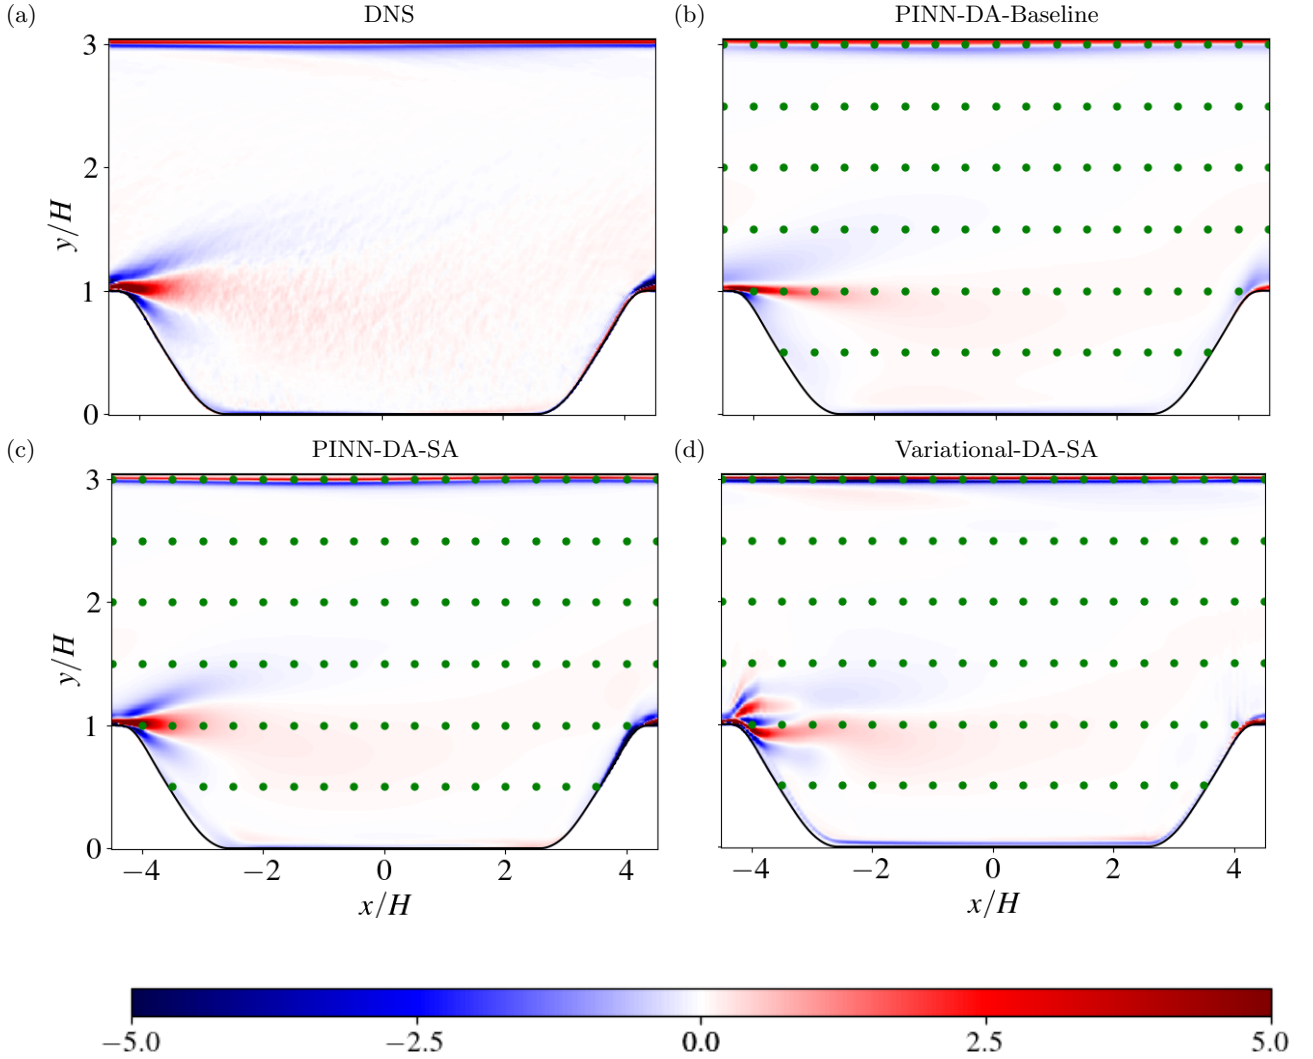 (a) DNS
(b) PINN-DA-Baseline
3
2
y/H
1
0
(c) PINN-DA-SA
(d) Variational-DA-SA
3
2
y/H
1
0
−4 −2 0 2 4
−4 −2 0 2 4
x/H
x/H
−5.0 −2.5 0.0 2.5 5.0